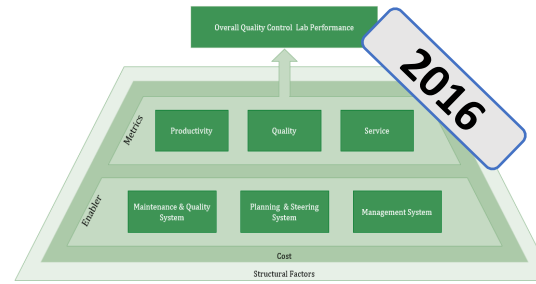 Overall Quality Control Lab Performance
2016
Metrics
Productivity
Quality
Service
Enabler
Maintenance & Quality
System
Planning & Steering
System
Management System
Cost
Structural Factors